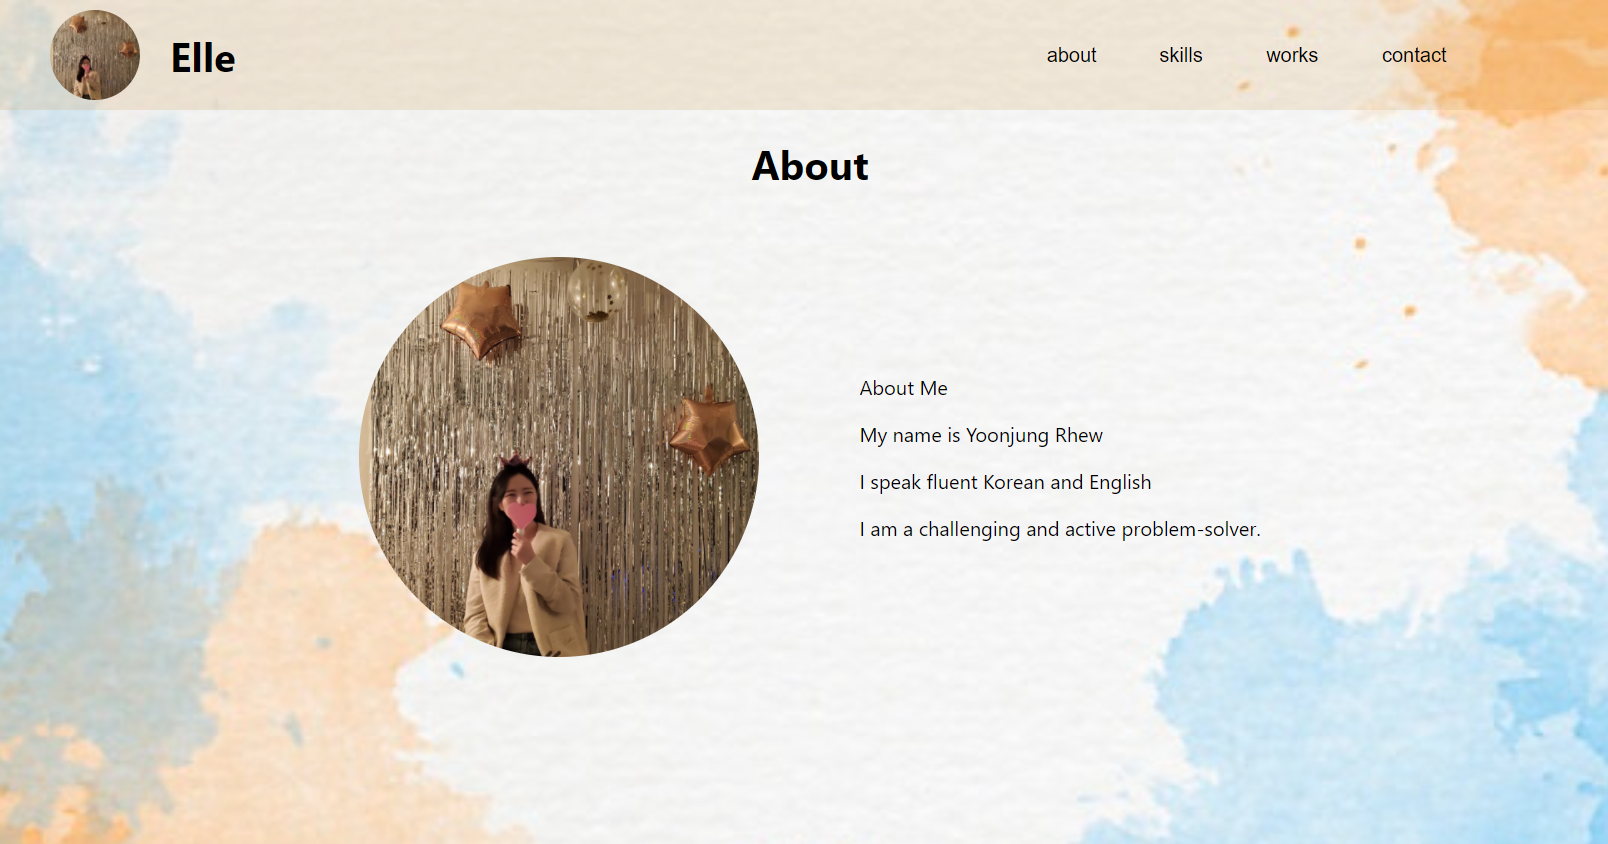 Elle
about skills works contact
About
About Me
My name is Yoonjung Rhew
I speak fluent Korean and English
I am a challenging and active problem-solver.